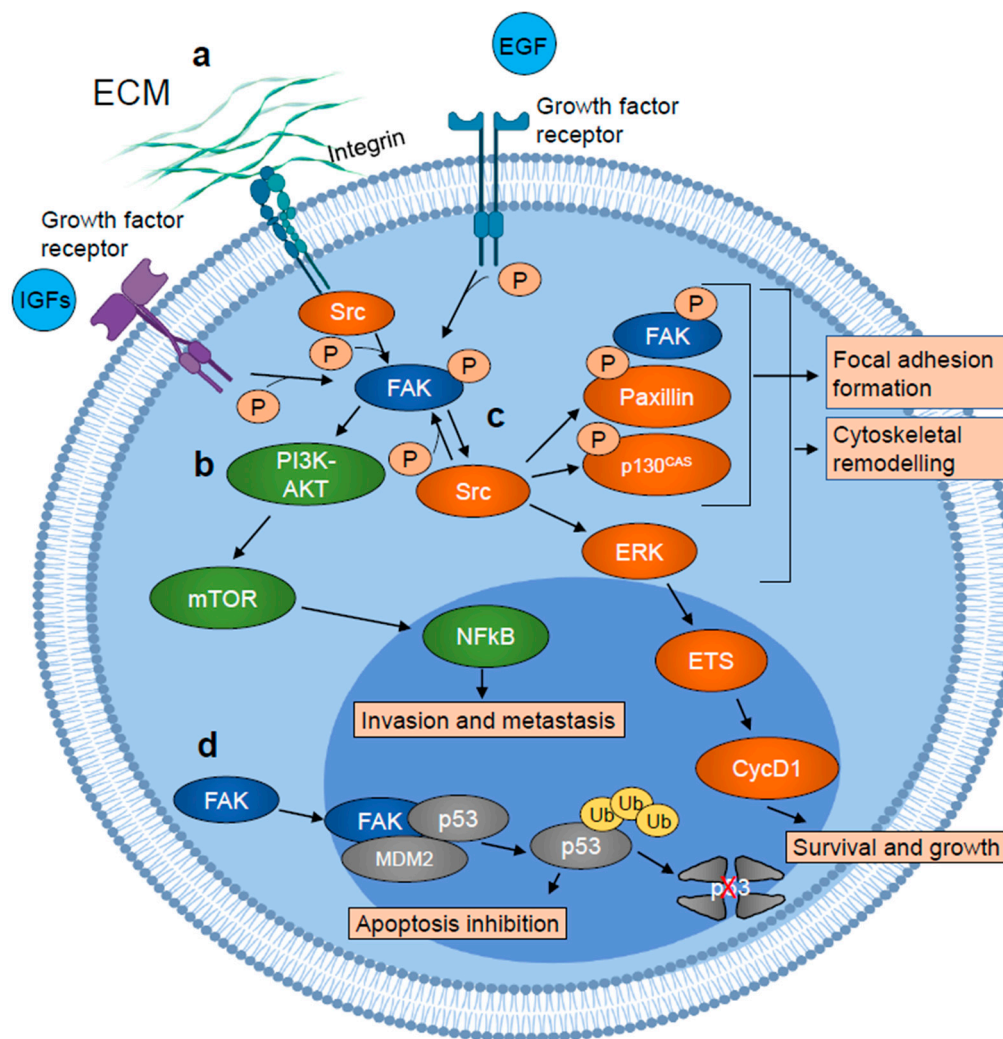 a
EGF
ECM
Growth factor
receptor
Integrin
Growth factor
receptor
IGFs
P
Src
P
P
FAK
P
FAK
P
P
Paxillin
Focal adhesion
formation
c
P
p130CAS
Cytoskeletal
remodelling
b
PI3K-
AKT
P
Src
ERK
mTOR
NFkB
ETS
Invasion and metastasis
d
CycD1
FAK
FAK
p53
MDM2
Ub
Ub
Ub
p53
Survival and growth
p53
X
Apoptosis inhibition